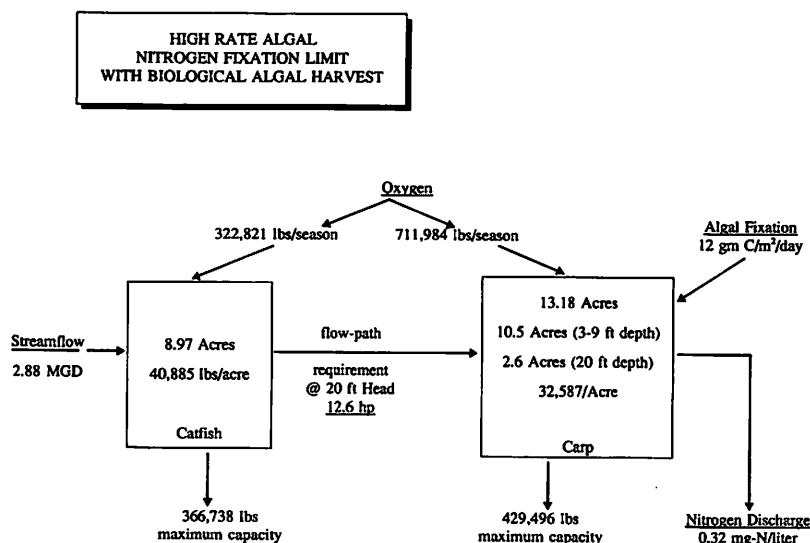 HIGH RATE ALGAL
NITROGEN FIXATION LIMIT
WITH BIOLOGICAL ALGAL HARVEST
Oxygen
322,821 lbs/season
711,984 lbs/season
Algal Fixation
12 gm C/m²/day
Streamflow
2.88 MGD
8.97 Acres
40,885 lbs/acre
Catfish
flow-path
requirement
@ 20 ft Head
12.6 hp
13.18 Acres
10.5 Acres (3-9 ft depth)
2.6 Acres (20 ft depth)
32,587/Acre
Carp
366,738 lbs
maximum capacity
429,496 lbs
maximum capacity
Nitrogen Discharge
0.32 mg-N/liter